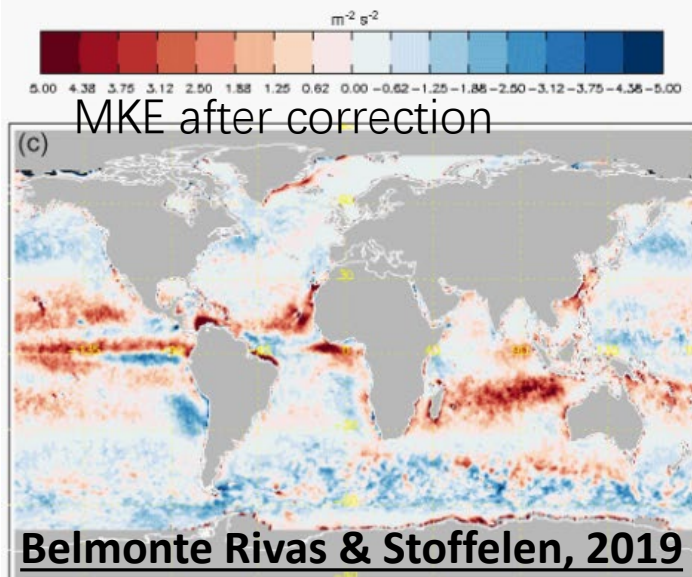 m⁻² s⁻²
5.00 4.38 3.75 3.12 2.50 1.88 1.25 0.62 0.00 -0.62 -1.25 -1.88 -2.50 -3.12 -3.75 -4.38 -5.00
MKE after correction
(c)
Belmonte Rivas & Stoffelen, 2019